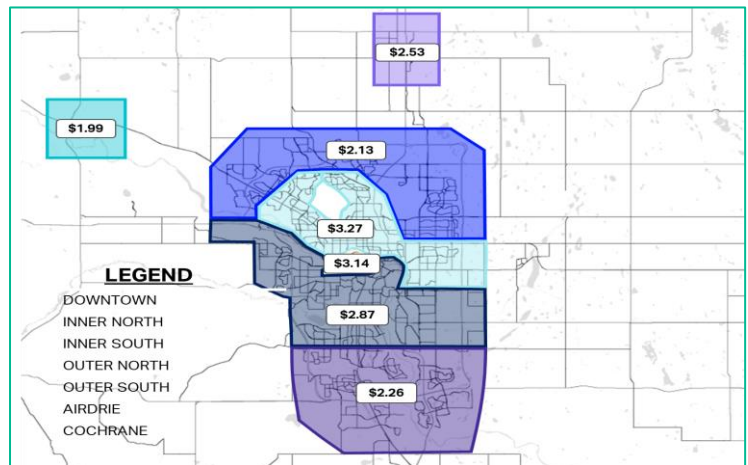 $2.53
$1.99
$2.13
$3.27
$3.14
$2.87
$2.26
LEGEND
DOWNTOWN
INNER NORTH
INNER SOUTH
OUTER NORTH
OUTER SOUTH
AIRDRIE
COCHRANE